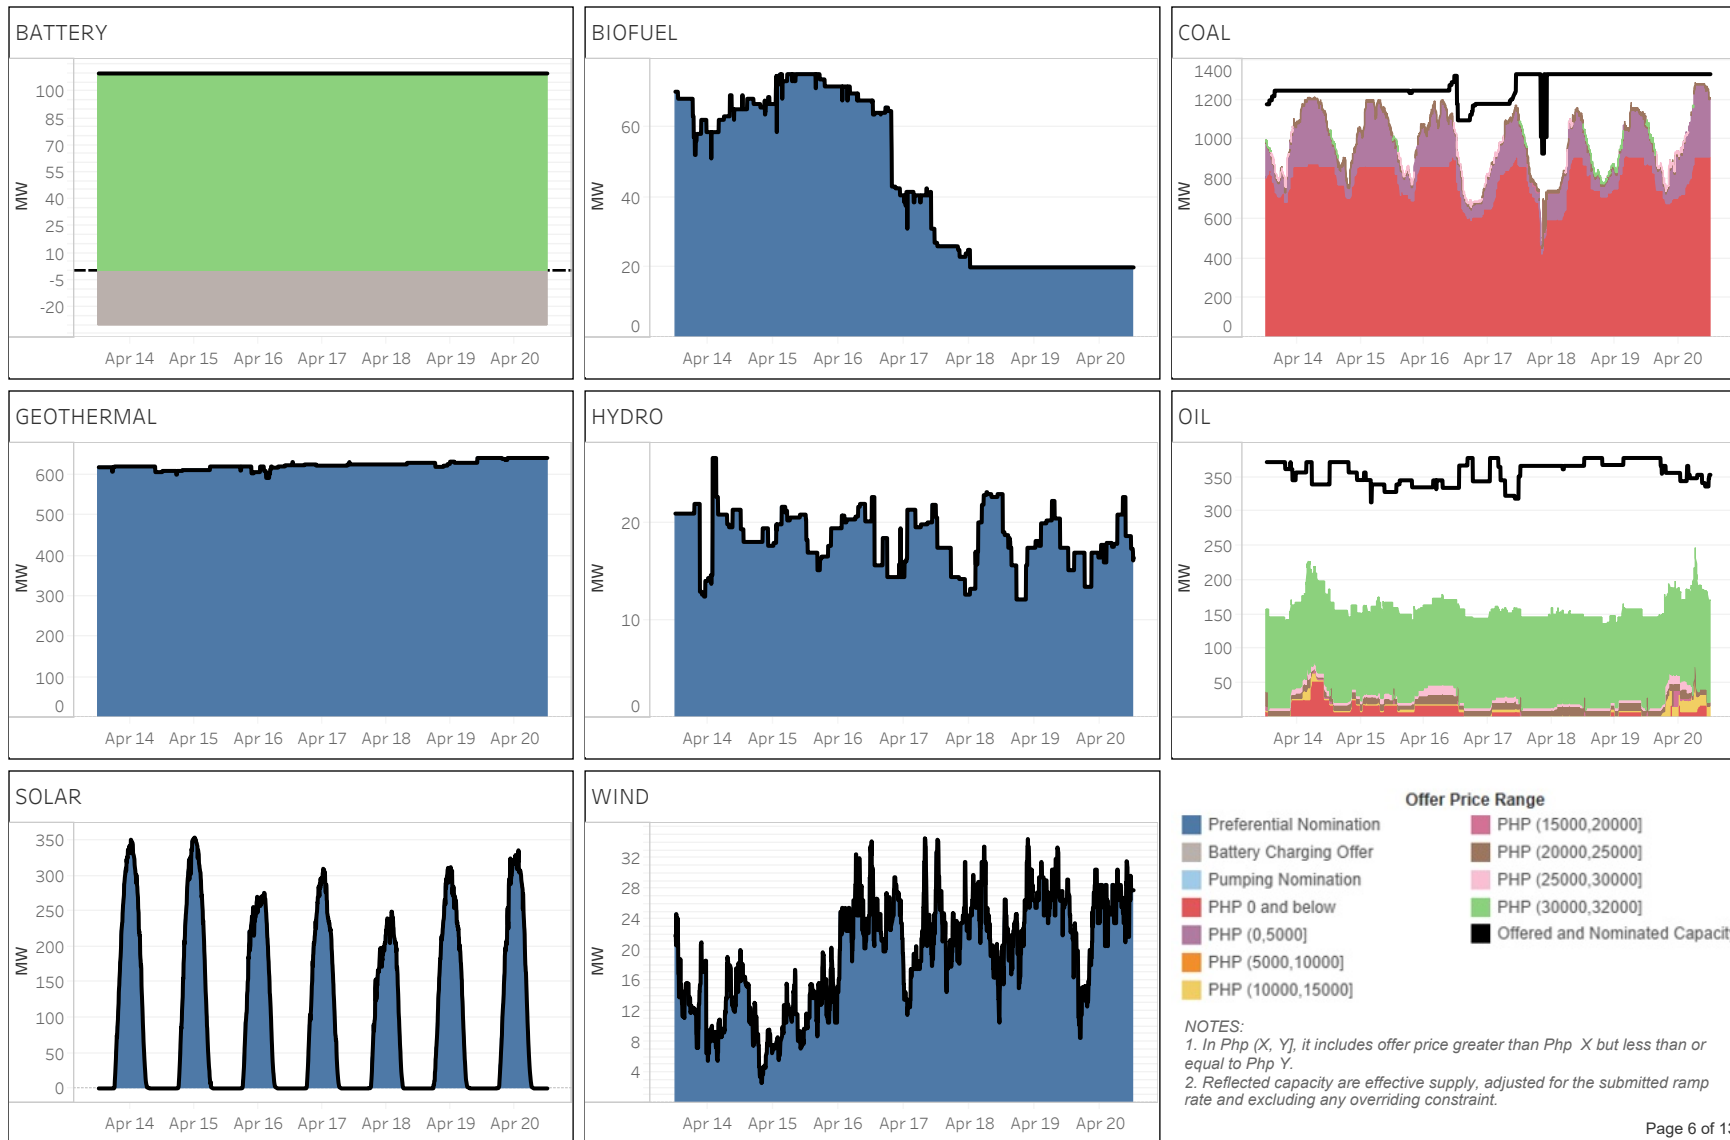 BATTERY
MW
100
85
70
55
40
25
10
-5
-20
Apr 14 Apr 15 Apr 16 Apr 17 Apr 18 Apr 19 Apr 20
BIOFUEL
MW
60
40
20
0
Apr 14 Apr 15 Apr 16 Apr 17 Apr 18 Apr 19 Apr 20
COAL
MW
1400
1200
1000
800
600
400
200
0
Apr 14 Apr 15 Apr 16 Apr 17 Apr 18 Apr 19 Apr 20
GEOTHERMAL
MW
600
500
400
300
200
100
0
Apr 14 Apr 15 Apr 16 Apr 17 Apr 18 Apr 19 Apr 20
HYDRO
MW
20
10
0
Apr 14 Apr 15 Apr 16 Apr 17 Apr 18 Apr 19 Apr 20
OIL
MW
350
300
250
200
150
100
50
Apr 14 Apr 15 Apr 16 Apr 17 Apr 18 Apr 19 Apr 20
SOLAR
MW
350
300
250
200
150
100
50
0
Apr 14 Apr 15 Apr 16 Apr 17 Apr 18 Apr 19 Apr 20
WIND
MW
32
28
24
20
16
12
8
4
Apr 14 Apr 15 Apr 16 Apr 17 Apr 18 Apr 19 Apr 20
Offer Price Range
Preferential Nomination
Battery Charging Offer
Pumping Nomination
PHP 0 and below
PHP (0,5000]
PHP (5000,10000]
PHP (10000,15000]
PHP (15000,20000]
PHP (20000,25000]
PHP (25000,30000]
PHP (30000,32000]
Offered and Nominated Capacit
NOTES:
1. In Php (X, Y], it includes offer price greater than Php X but less than or
equal to Php Y.
2. Reflected capacity are effective supply, adjusted for the submitted ramp
rate and excluding any overriding constraint.
Page 6 of